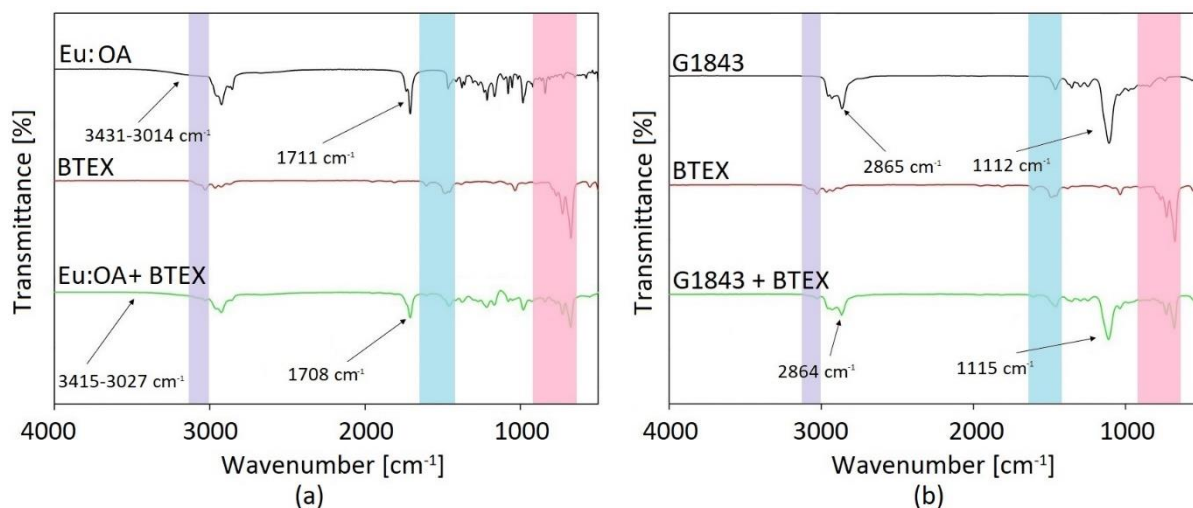 Eu:OA
3431-3014 cm⁻¹
1711 cm⁻¹
BTEX
Eu:OA+ BTEX
3415-3027 cm⁻¹
1708 cm⁻¹
Transmittance [%]
4000 3000 2000 1000
Wavenumber [cm⁻¹]
(a)
G1843
2865 cm⁻¹
1112 cm⁻¹
BTEX
G1843 + BTEX
2864 cm⁻¹
1115 cm⁻¹
Transmittance [%]
4000 3000 2000 1000
Wavenumber [cm⁻¹]
(b)